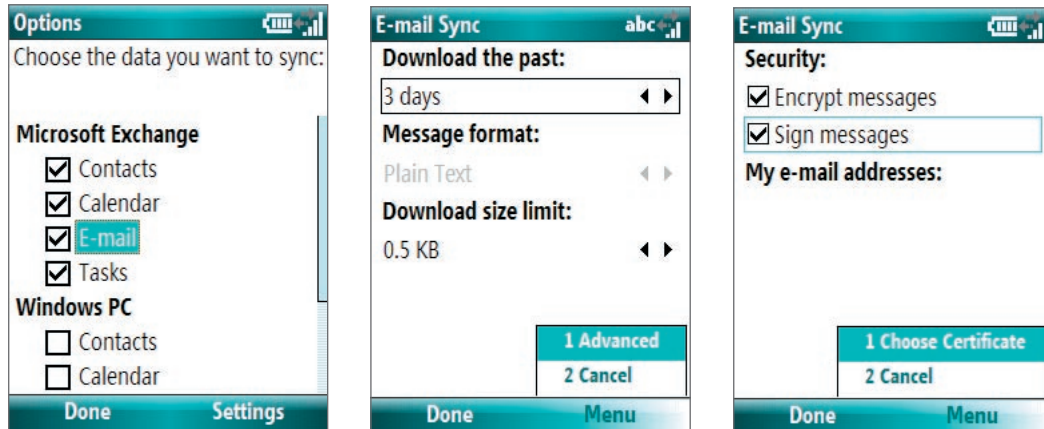 Options
Choose the data you want to sync:
Microsoft Exchange
Contacts
Calendar
E-mail
Tasks
Windows PC
Contacts
Calendar
Done Settings
E-mail Sync abc
Download the past:
3 days
Message format:
Plain Text
Download size limit:
0.5 KB
1 Advanced
2 Cancel
Done Menu
E-mail Sync
Security:
Encrypt messages
Sign messages
My e-mail addresses:
1 Choose Certificate
2 Cancel
Done Menu